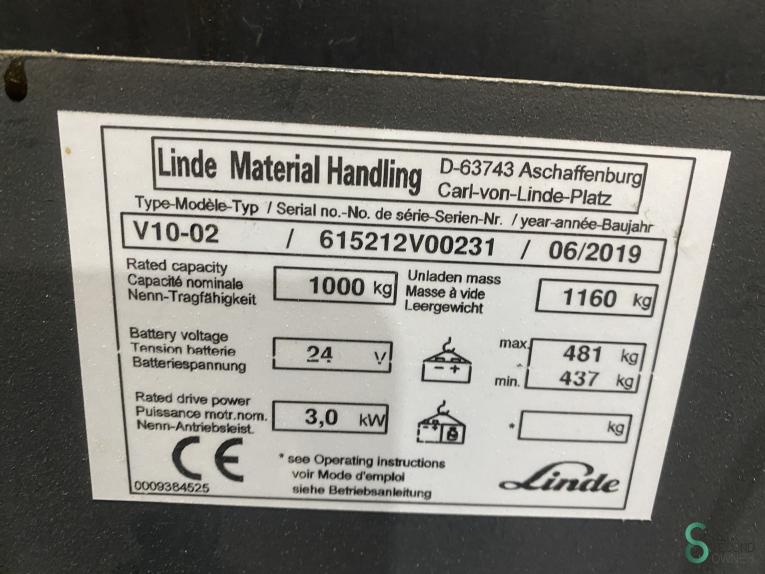 Linde Material Handling
D-63743 Aschaffenburg
Carl-von-Linde-Platz
Type-Modèle-Typ / Serial no.-No. de série-Serien-Nr. / year-année-Baujahr
V10-02 / 615212V00231 / 06/2019
Rated capacity
Capacité nominale
Nenn-Tragfähigkeit
1000 kg
Unladen mass
Masse à vide
Leergewicht
1160 kg
Battery voltage
Tension batterie
Batteriespannung
24 V
- +
max. 481 kg
*
min. 437 kg
Rated drive power
Puissance motr.nom.
Nenn-Antriebsleist.
3,0 kW
* kg
CE
0009384525
* see Operating instructions
voir Mode d'emploi
siehe Betriebsanleitung
Linde
SECOND
OWNER